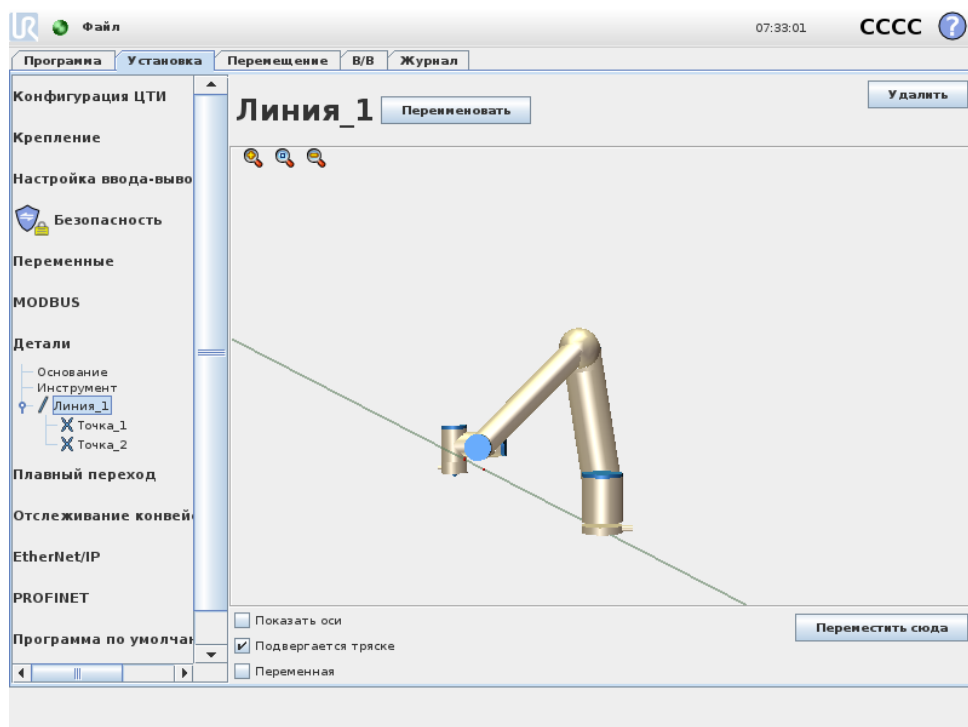 UR Файл 07:33:01 CCCC ?
Программа Установка Перемещение В/В Журнал
Конфигурация ЦТИ
Крепление
Настройка ввода-выво
Безопасность
Переменные
MODBUS
Детали
Основание
Инструмент
Линия_1
Точка_1
Точка_2
Плавный переход
Отслеживание конвей
EtherNet/IP
PROFINET
Программа по умолчан
Линия_1 Переименовать Удалить
Показать оси
Подвергается тряске
Переменная
Переместить сюда